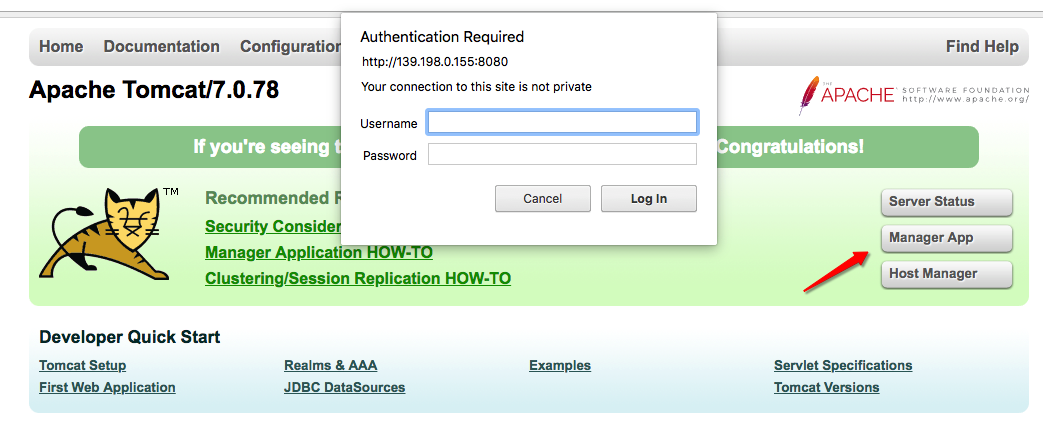 Authentication Required
http://139.198.0.155:8080
Your connection to this site is not private
Username
Password
Cancel Log In
Home Documentation Configuration Find Help
Apache Tomcat/7.0.78
THE APACHE SOFTWARE FOUNDATION
http://www.apache.org/
If you're seeing Congratulations!
TM
Recommended
Security
Manager Application HOW-TO
Clustering/Session Replication HOW-TO
Server Status
Manager App
Host Manager
Developer Quick Start
Tomcat Setup Realms & AAA Examples Servlet Specifications
First Web Application JDBC DataSources Tomcat Versions